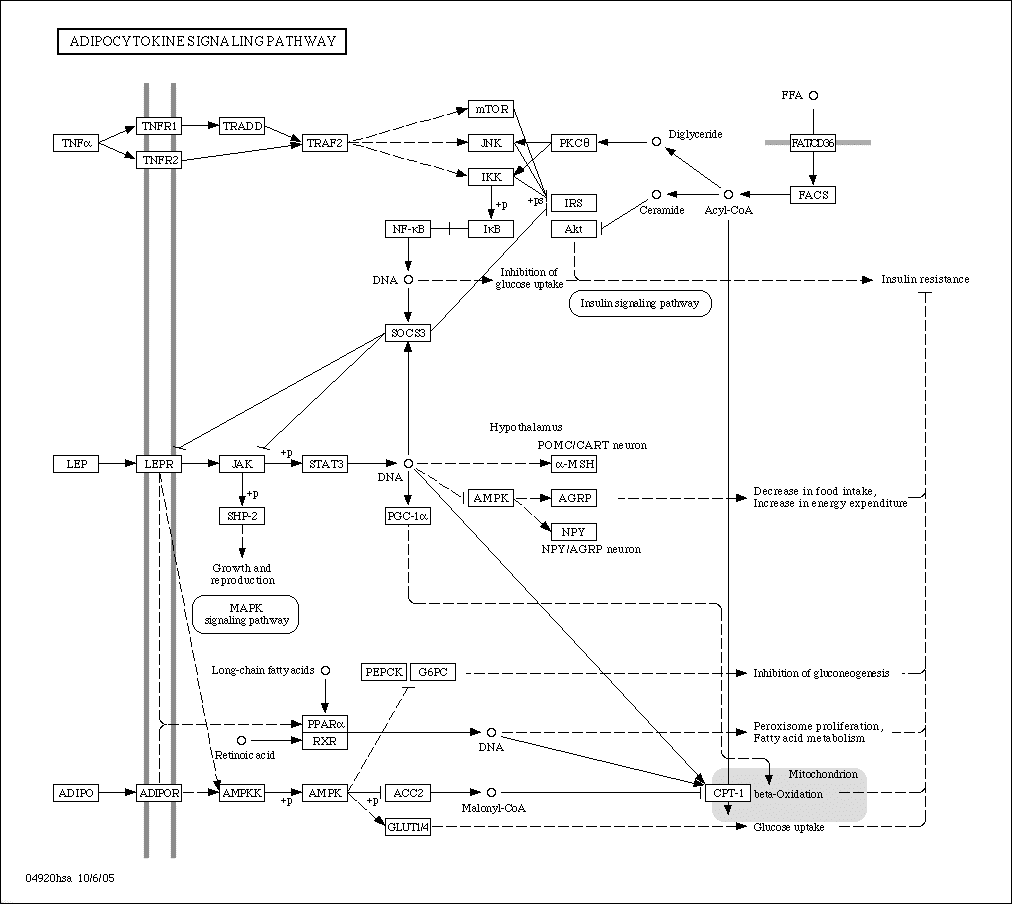 ADIPOCYTOKINE SIGNALING PATHWAY
FFA
mTOR
TNFα
TNFR1
TRADD
TNFR2
TRAF2
JNK
PKCθ
Diglyceride
FAT/CD36
IKK
+p
+ps
IRS
Ceramide
Acyl-CoA
FACS
NF-κB
IκB
Akt
DNA
Inhibition of
glucose uptake
Insulin resistance
Insulin signaling pathway
SOCS3
Hypothalamus
POMC/CART neuron
LEP
LEPR
JAK
+p
STAT3
DNA
α-MSH
+p
AMPK
AGRP
Decrease in food intake,
Increase in energy expenditure
SHP-2
PGC-1α
NPY
NPY/AGRP neuron
Growth and
reproduction
MAPK
signaling pathway
Long-chain fatty acids
PEPCK
G6PC
Inhibition of gluconeogenesis
PPARα
RXR
Retinoic acid
DNA
Peroxisome proliferation,
Fatty acid metabolism
Mitochondrion
ADIPO
ADIPOR
AMPKK
+p
AMPK
+p
ACC2
Malonyl-CoA
CPT-1
beta-Oxidation
GLUT1/4
Glucose uptake
04920hsa 10/6/05